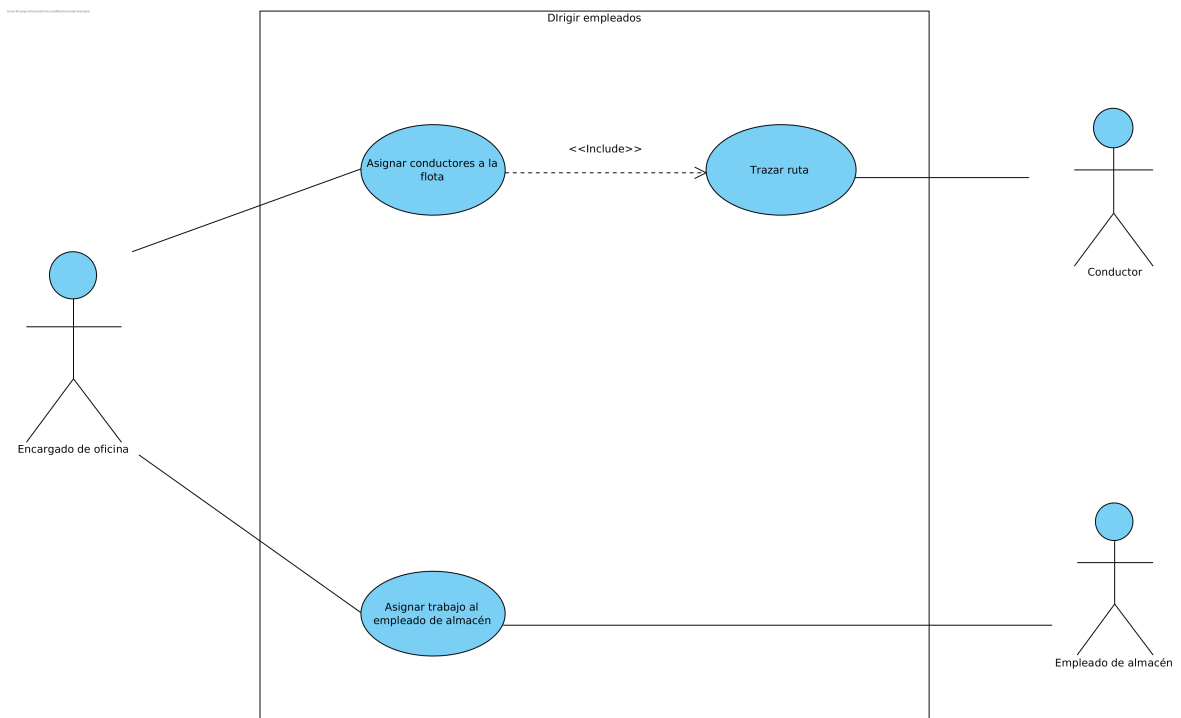 DIrigir empleados
<<Include>>
Asignar conductores a la
flota
Trazar ruta
Conductor
Encargado de oficina
Asignar trabajo al
empleado de almacén
Empleado de almacén